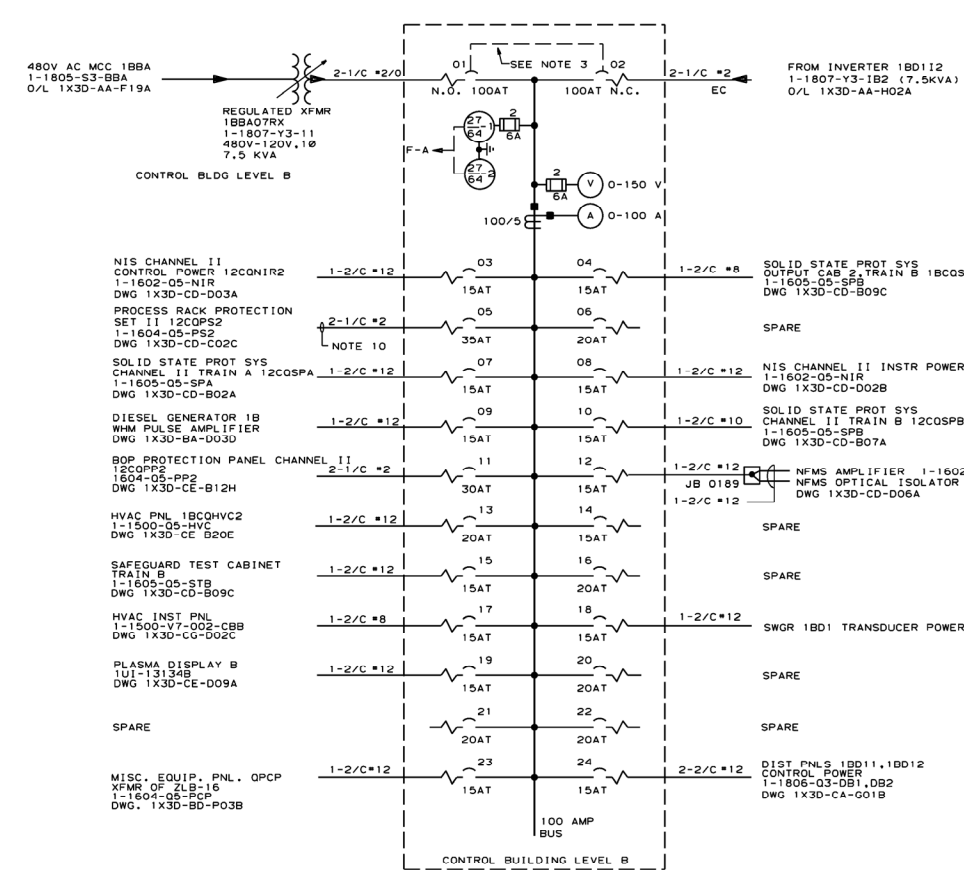 480V AC MCC 1BBA
1-1805-S3-BBA
O/L 1X3D-AA-F19A
REGULATED XFMR
1BBA07RX
1-1807-Y3-11
480V-120V,1Ø
7.5 KVA
CONTROL BLDG LEVEL B
2-1/C #2/0
01
N.O. 100AT
SEE NOTE 3
02
100AT N.C.
2-1/C #2
EC
FROM INVERTER 1BD1I2
1-1807-Y3-IB2 (7.5KVA)
O/L 1X3D-AA-H02A
27
64
-1
2
6A
F-A
27
64
2
2
6A
V
0-150 V
100/5
A
0-100 A
NIS CHANNEL II
CONTROL POWER 12CQNIR2
1-1602-Q5-NIR
DWG 1X3D-CD-D03A
1-2/C #12
03
15AT
04
15AT
1-2/C #8
SOLID STATE PROT SYS
OUTPUT CAB 2,TRAIN B 1BCQS
1-1605-Q5-SPB
DWG 1X3D-CD-B09C
PROCESS RACK PROTECTION
SET II 12CQPS2
1-1604-Q5-PS2
DWG 1X3D-CD-C02C
2-1/C #2
NOTE 10
05
35AT
06
20AT
SPARE
SOLID STATE PROT SYS
CHANNEL II TRAIN A 12CQSPA
1-1605-Q5-SPA
DWG 1X3D-CD-B02A
1-2/C #12
07
15AT
08
15AT
1-2/C #12
NIS CHANNEL II INSTR POWER
1-1602-Q5-NIR
DWG 1X3D-CD-D02B
DIESEL GENERATOR 1B
WHM PULSE AMPLIFIER
DWG 1X3D-BA-D03D
1-2/C #12
09
15AT
10
15AT
1-2/C #10
SOLID STATE PROT SYS
CHANNEL II TRAIN B 12CQSPB
1-1605-Q5-SPB
DWG 1X3D-CD-B07A
BOP PROTECTION PANEL CHANNEL II
12CQPP2
1604-Q5-PP2
DWG 1X3D-CE-B12H
2-1/C #2
11
30AT
12
15AT
1-2/C #12
JB 0189
1-2/C #12
NFMS AMPLIFIER 1-1602
NFMS OPTICAL ISOLATOR
DWG 1X3D-CD-D06A
HVAC PNL 1BCQHVC2
1-1500-Q5-HVC
DWG 1X3D-CE B20E
1-2/C #12
13
20AT
14
15AT
SPARE
SAFEGUARD TEST CABINET
TRAIN B
1-1605-Q5-STB
DWG 1X3D-CD-B09C
1-2/C #12
15
15AT
16
20AT
SPARE
HVAC INST PNL
1-1500-V7-002-CBB
DWG 1X3D-CG-D02C
1-2/C #8
17
15AT
18
15AT
1-2/C#12
SWGR 1BD1 TRANSDUCER POWER
PLASMA DISPLAY B
1UI-13134B
DWG 1X3D-CE-D09A
1-2/C #12
19
15AT
20
20AT
SPARE
SPARE
21
20AT
22
20AT
SPARE
MISC. EQUIP. PNL. QPCP
XFMR OF ZLB-16
1-1604-Q5-PCP
DWG. 1X3D-BD-P03B
1-2/C#12
23
15AT
24
15AT
2-2/C #12
DIST PNLS 1BD11,1BD12
CONTROL POWER
1-1806-Q3-DB1,DB2
DWG 1X3D-CA-G01B
100 AMP
BUS
CONTROL BUILDING LEVEL B